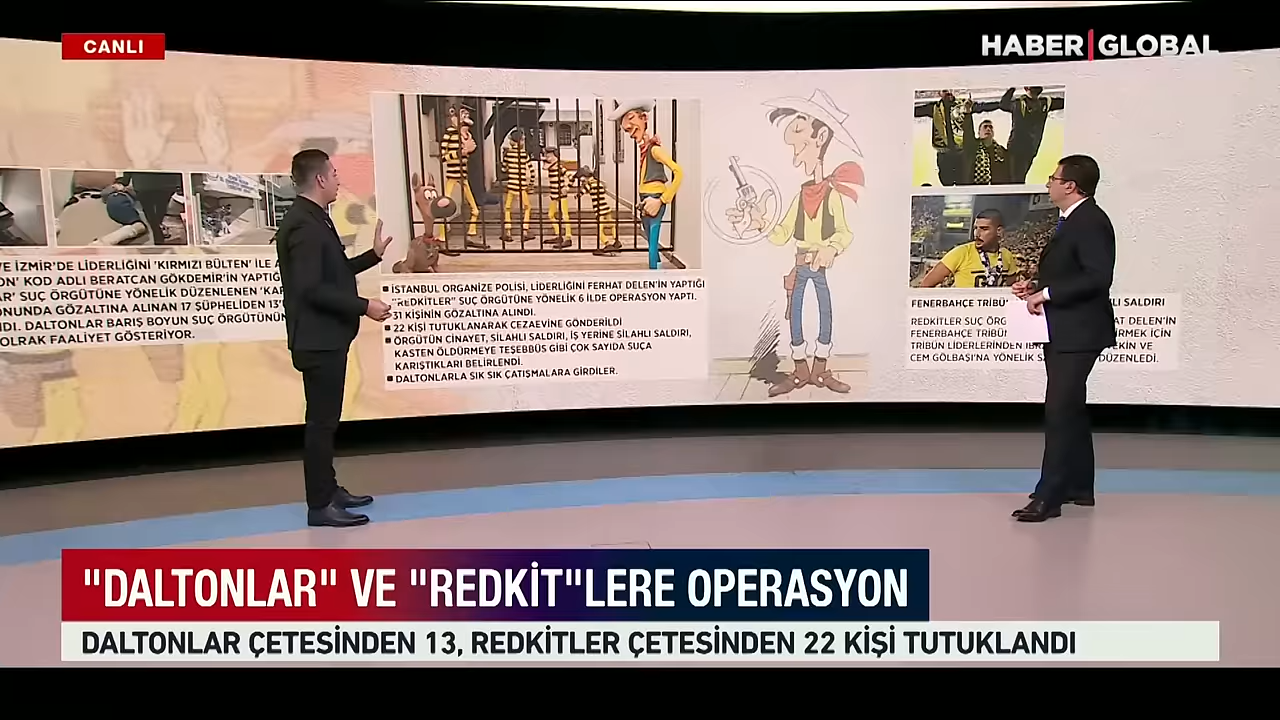 CANLI
HABER GLOBAL
VE İZMİR'DE LİDERLİĞİNİ 'KIRMIZI BÜLTEN' İLE
KOD ADLI BERATCAN GÖKDEMİR'İN YAPTIĞI
SUÇ ÖRGÜTÜNE YÖNELİK DÜZENLENEN
GÖZALTINA ALINAN 17 ŞÜPHELİDEN 13'
DALTONLAR BARIŞ BOYUN SUÇ ÖRGÜTÜNÜN
OLRAK FAALİYET GÖSTERİYOR.
İSTANBUL ORGANİZE POLİSİ, LİDERLİĞİNİ FERHAT DELEN'İN YAPTIĞI
"REDKİTLER" SUÇ ÖRGÜTÜNE YÖNELİK 6 İLDE OPERASYON YAPTI.
31 KİŞİNİN GÖZALTINA ALINDI.
22 KİŞİ TUTUKLANARAK CEZAEVİNE GÖNDERİLDİ
ÖRGÜTÜN CİNAYET, SİLAHLI SALDIRI, İŞ YERİNE SİLAHLI SALDIRI,
KASTEN ÖLDÜRMEYE TEŞEBBÜS GİBİ ÇOK SAYIDA SUÇA
KARIŞTIKLARI BELİRLENDİ.
DALTONLARLA SIK SIK ÇATIŞMALARA GİRDİLER.
FENERBAHÇE TRİBÜ LI SALDIRI
REDKİTLER SUÇ ÖRG AT DELEN'İN
FENERBAHÇE TRİBÜ RMEK İÇİN
TRİBÜN LİDERLERİNDEN
CEM GÖLBAŞI'NA YÖNELİK DÜZENLEDİ.
"DALTONLAR" VE "REDKİT"LERE OPERASYON
DALTONLAR ÇETESİNDEN 13, REDKİTLER ÇETESİNDEN 22 KİŞİ TUTUKLANDI